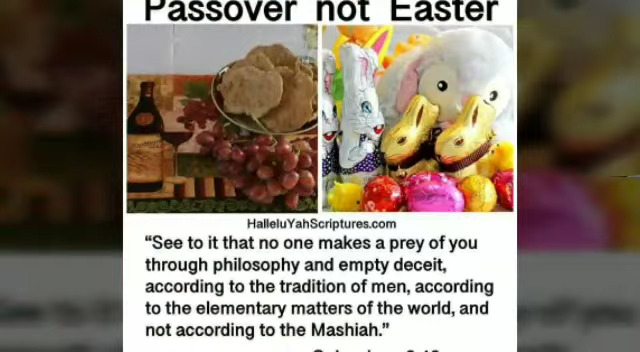 Passover not Easter
HalleluYahScriptures.com
“See to it that no one makes a prey of you
through philosophy and empty deceit,
according to the tradition of men, according
to the elementary matters of the world, and
not according to the Mashiah.”